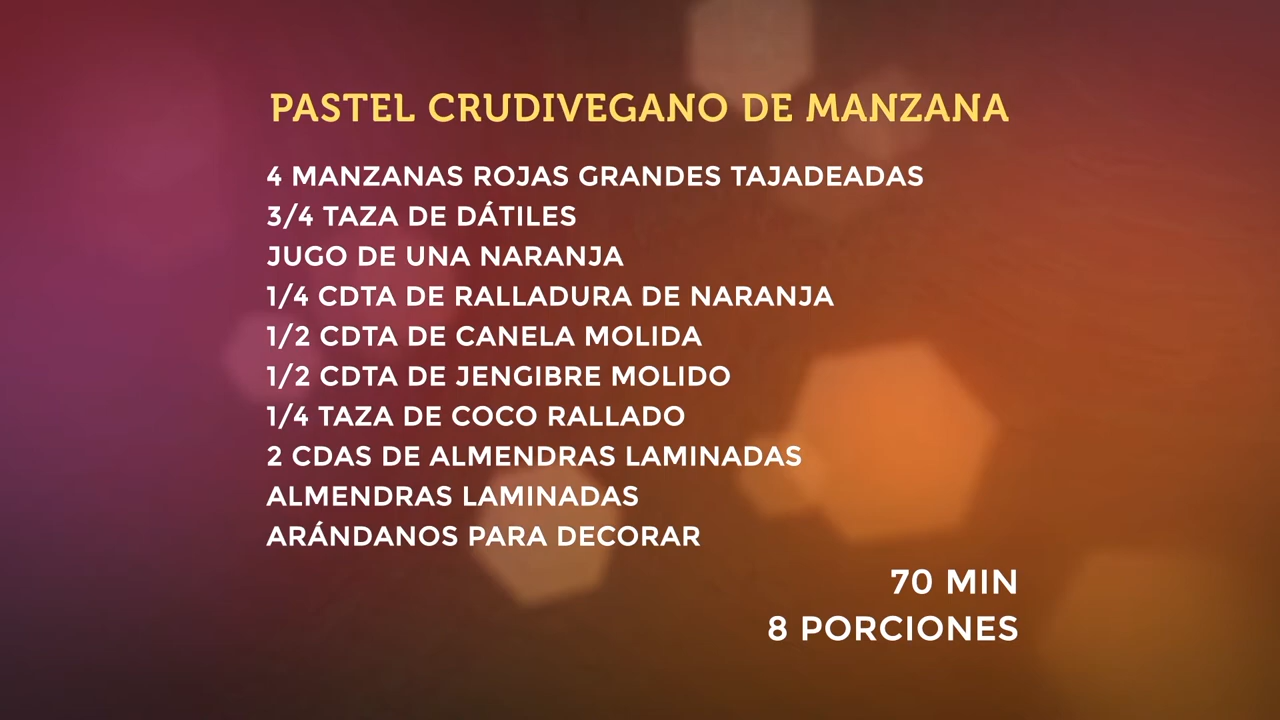 PASTEL CRUDIVEGANO DE MANZANA
4 MANZANAS ROJAS GRANDES TAJADEADAS
3/4 TAZA DE DÁTILES
JUGO DE UNA NARANJA
1/4 CDTA DE RALLADURA DE NARANJA
1/2 CDTA DE CANELA MOLIDA
1/2 CDTA DE JENGIBRE MOLIDO
1/4 TAZA DE COCO RALLADO
2 CDAS DE ALMENDRAS LAMINADAS
ALMENDRAS LAMINADAS
ARÁNDANOS PARA DECORAR
70 MIN
8 PORCIONES